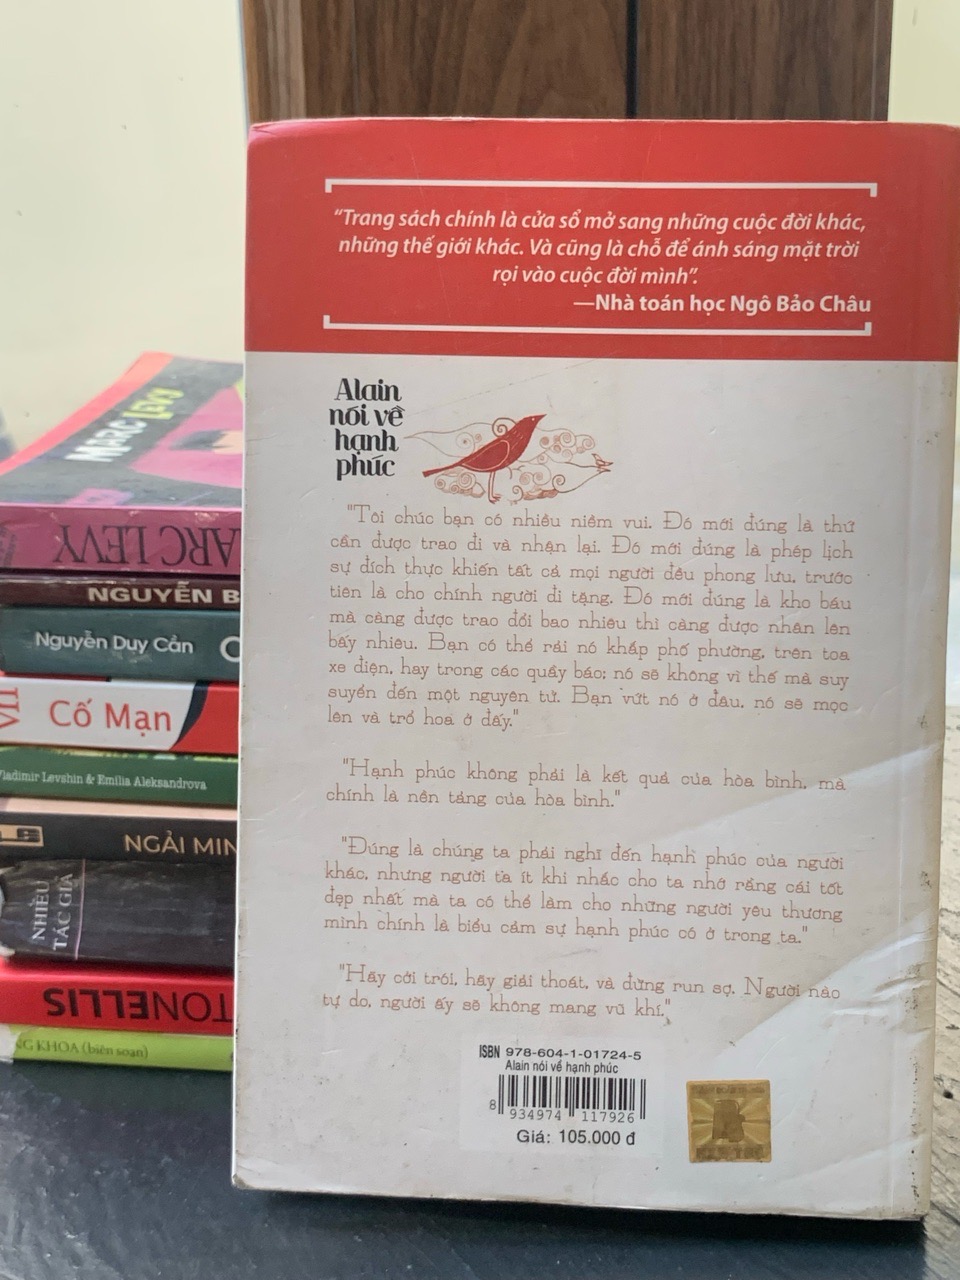 "Trang sách chính là cửa sổ mở sang những cuộc đời khác,
những thế giới khác. Và cũng là chỗ để ánh sáng mặt trời
rọi vào cuộc đời mình".
—Nhà toán học Ngô Bảo Châu
Alain
nói về
hạnh
phúc
"Tôi chúc bạn có nhiều niềm vui. Đó mới đúng là thứ
cần được trao đi và nhận lại. Đó mới đúng là phép lịch
sự đích thực khiến tất cả mọi người đều phong lưu, trước
tiên là cho chính người đi tặng. Đó mới đúng là kho báu
mà càng được trao đổi bao nhiêu thì càng được nhân lên
bấy nhiêu. Bạn có thể rải nó khắp phố phường, trên toa
xe điện, hay trong các quầy báo; nó sẽ không vì thế mà suy
suyển đến một nguyên tử. Bạn vứt nó ở đâu, nó sẽ mọc
lên và trổ hoa ở đấy."
"Hạnh phúc không phải là kết quả của hòa bình, mà
chính là nền tảng của hòa bình."
"Đúng là chúng ta phải nghĩ đến hạnh phúc của người
khác, nhưng người ta ít khi nhắc cho ta nhớ rằng cái tốt
đẹp nhất mà ta có thể làm cho những người yêu thương
mình chính là biểu cảm sự hạnh phúc có ở trong ta."
"Hãy cởi trói, hãy giải thoát, và đừng run sợ. Người nào
tự do, người ấy sẽ không mang vũ khí."
ISBN 978-604-1-01724-5
Alain nói về hạnh phúc
8 934974 117926
Giá: 105.000 đ
MARC LEVY
ARC LEVY
NGUYỄN B
Nguyễn Duy Cần
VII
Cố Mạn
Vladimir Levshin & Emilia Aleksandrova
NGẢI MIN
NHIỀU
TÁC GIẢ
TONELLIS
NG KHOA (biên soạn)